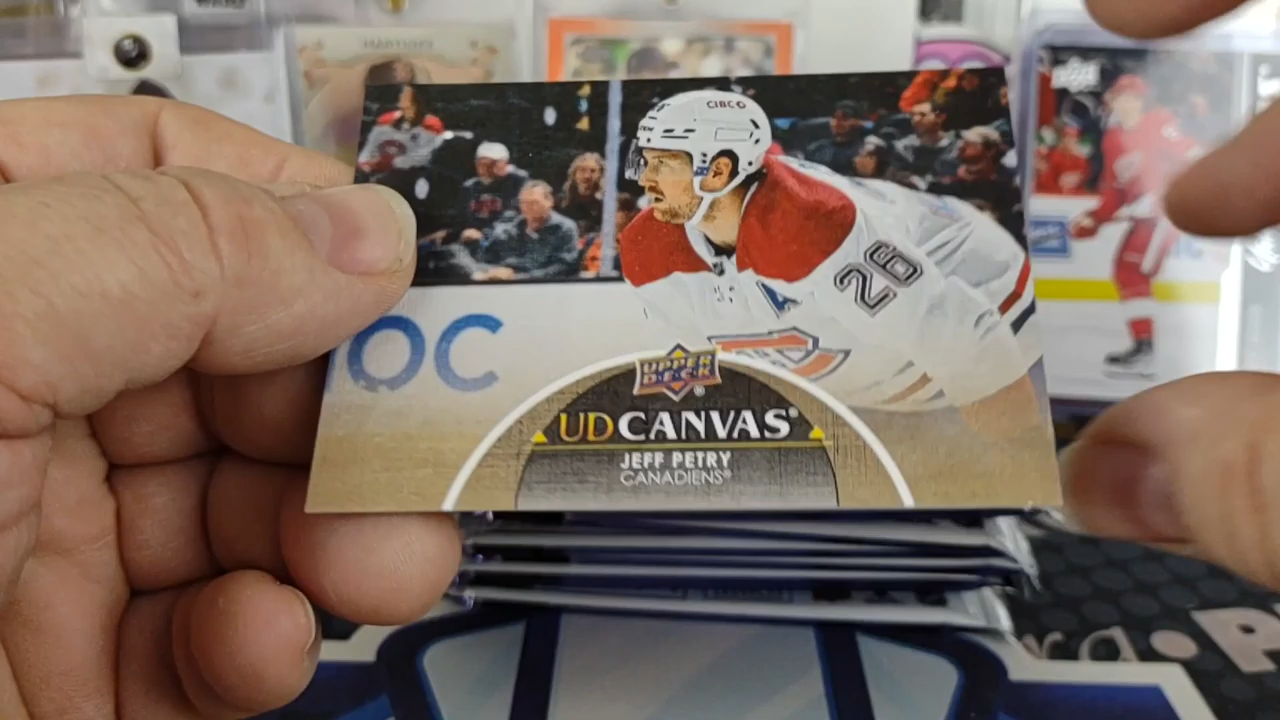 CIBC
26
A
OC
UPPER
DECK
UD CANVAS®
JEFF PETRY
CANADIENS®